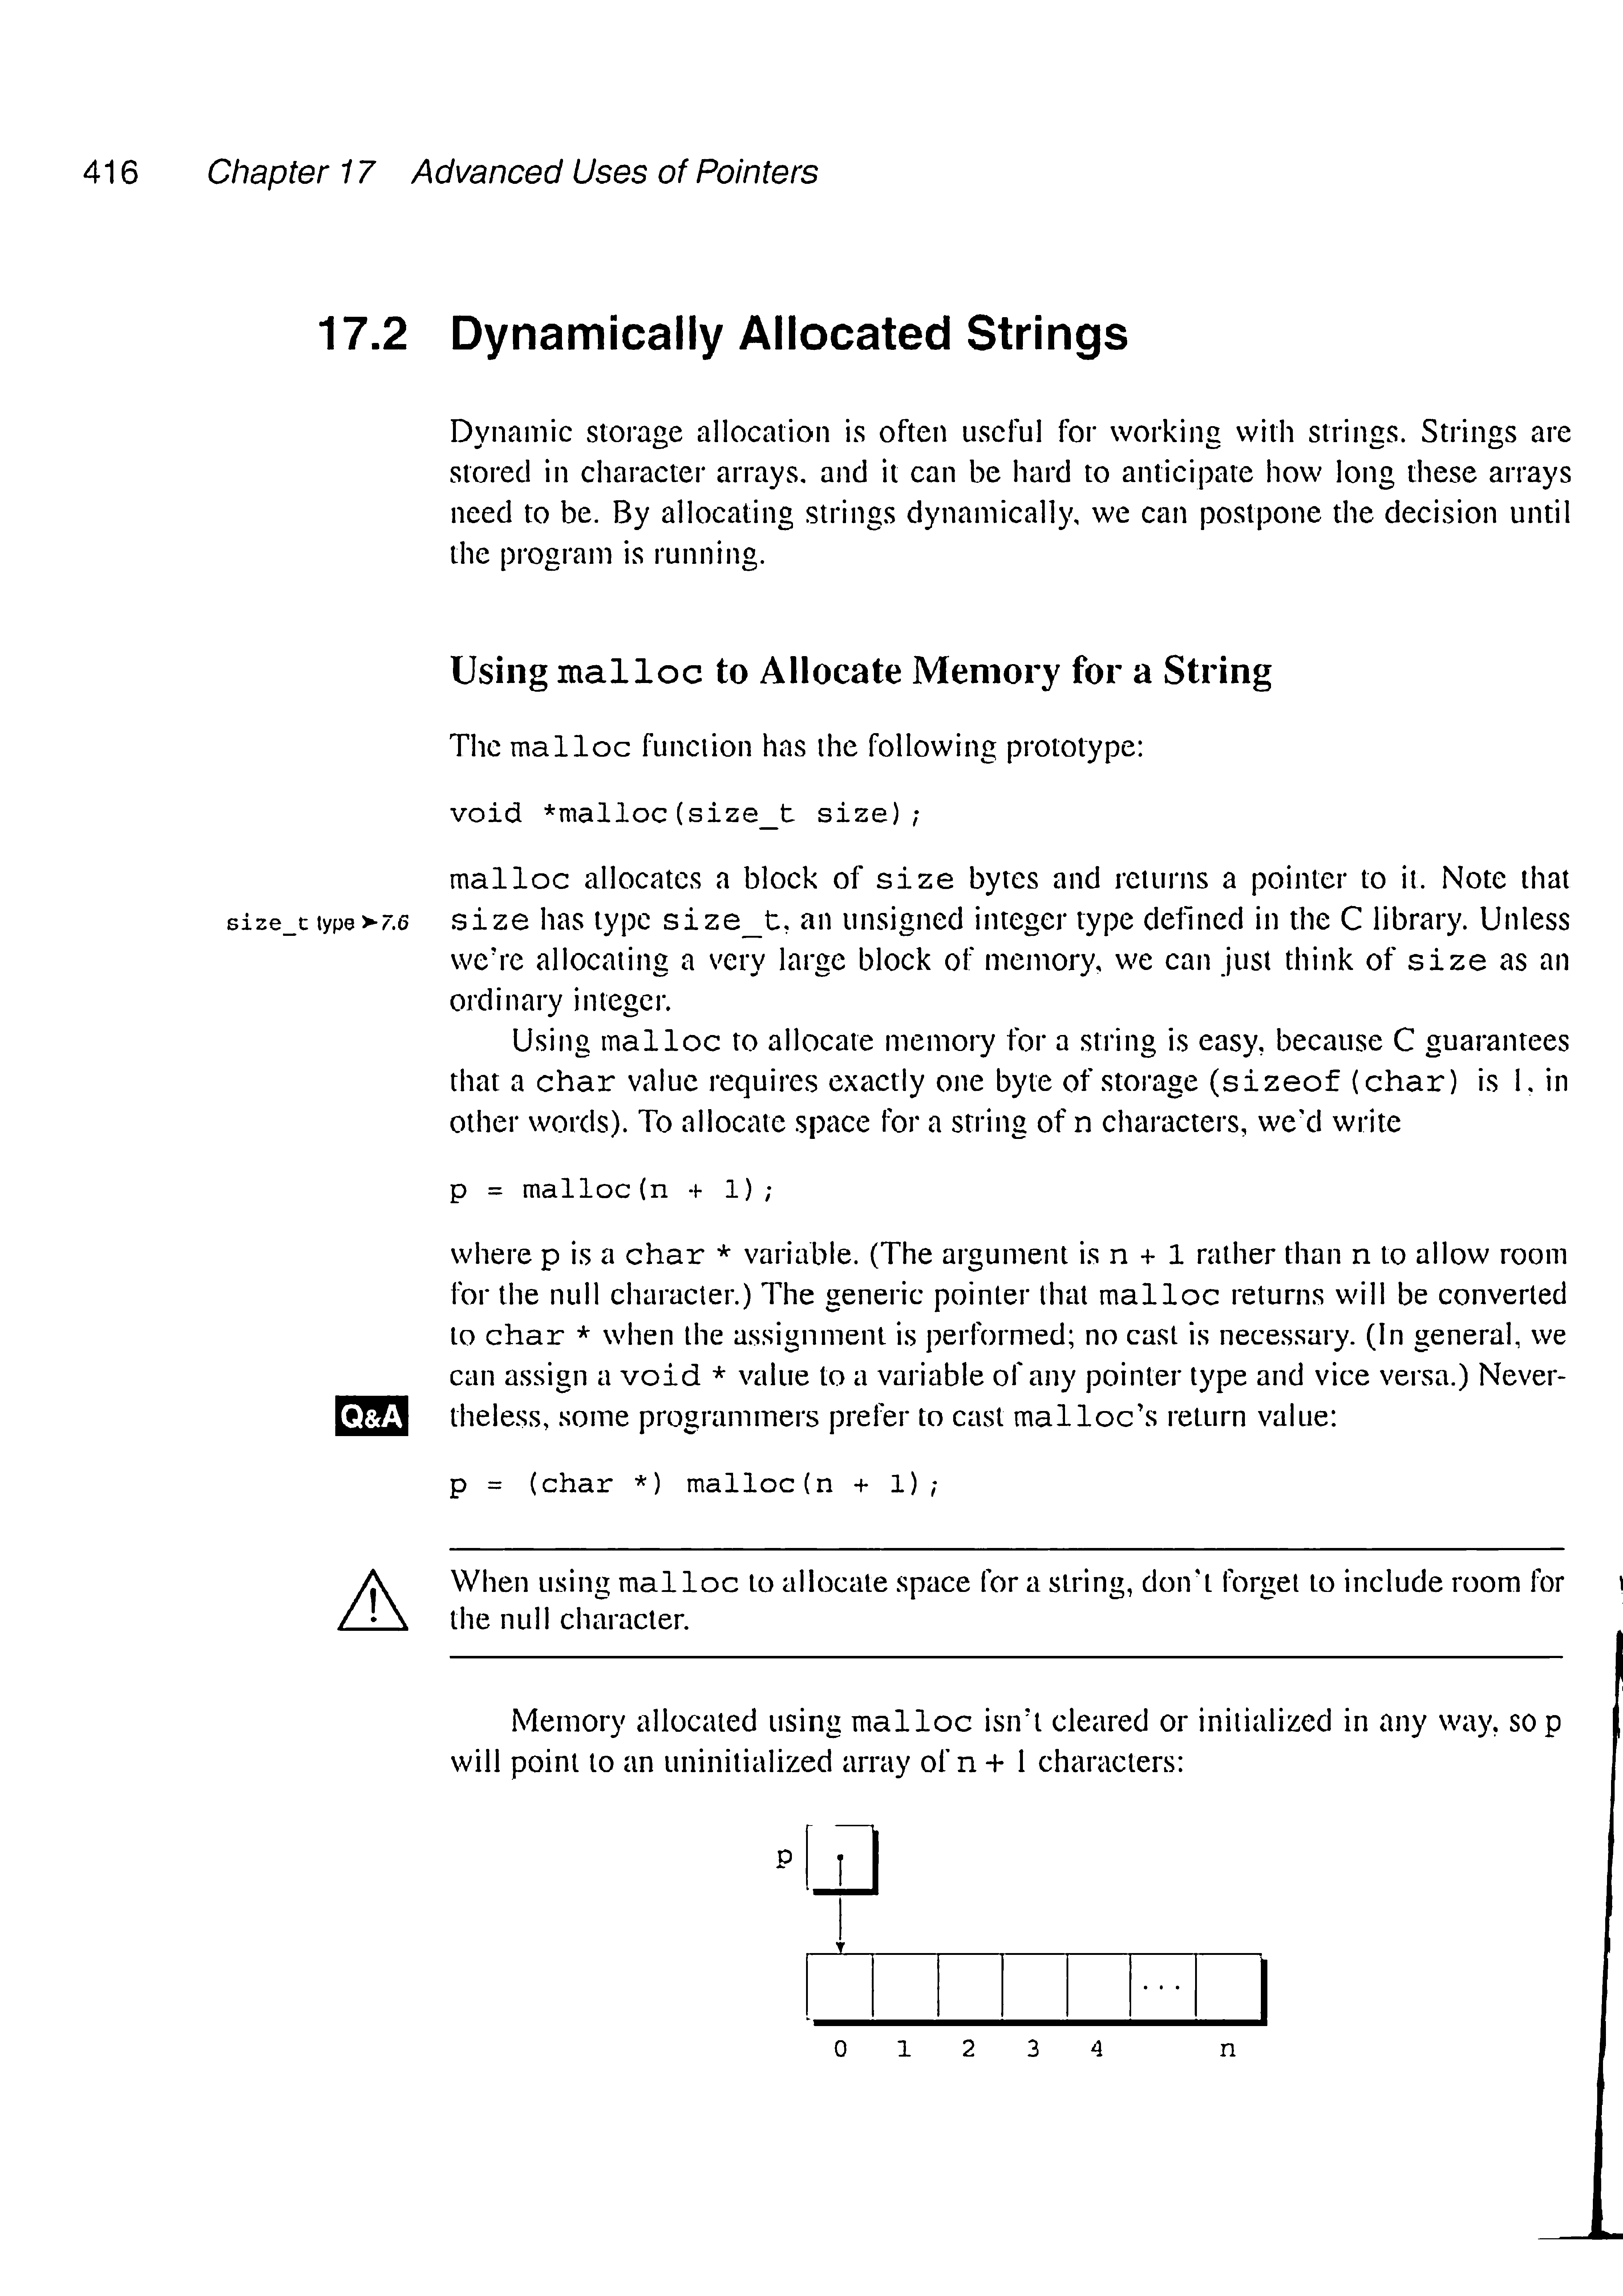 416 Chapter 17 Advanced Uses of Pointers
17.2 Dynamically Allocated Strings
Dynamic storage allocation is often useful for working with strings. Strings are
stored in character arrays, and it can be hard to anticipate how long these arrays
need to be. By allocating strings dynamically, we can postpone the decision until
the program is running.
Using malloc to Allocate Memory for a String
The malloc function has the following prototype:
void *malloc(size_t size);
malloc allocates a block of size bytes and returns a pointer to it. Note that
size_t type ➤7.6 size has type size_t, an unsigned integer type defined in the C library. Unless
we're allocating a very large block of memory, we can just think of size as an
ordinary integer.
Using malloc to allocate memory for a string is easy, because C guarantees
that a char value requires exactly one byte of storage (sizeof(char) is 1, in
other words). To allocate space for a string of n characters, we'd write
p = malloc(n + 1);
where p is a char * variable. (The argument is n + 1 rather than n to allow room
for the null character.) The generic pointer that malloc returns will be converted
to char * when the assignment is performed; no cast is necessary. (In general, we
can assign a void * value to a variable of any pointer type and vice versa.) Never-
Q&A theless, some programmers prefer to cast malloc's return value:
p = (char *) malloc(n + 1);
When using malloc to allocate space for a string, don't forget to include room for
! the null character.
Memory allocated using malloc isn't cleared or initialized in any way, so p
will point to an uninitialized array of n + 1 characters:
p
...
0 1 2 3 4 n